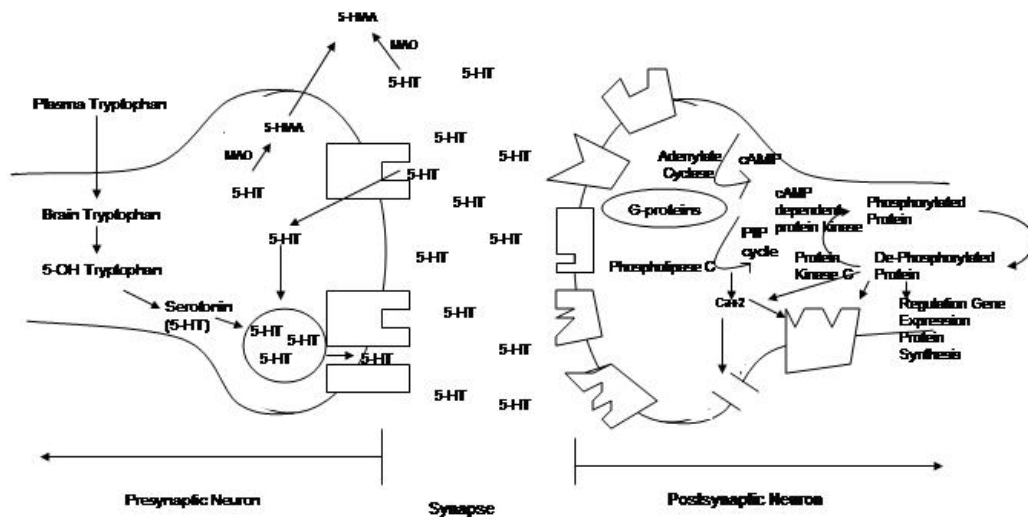 5-HIAA
MAO
5-HT
5-HT
Plasma Tryptophan
5-HIAA
MAO
5-HT
5-HT
5-HT
5-HT
5-HT
Brain Tryptophan
5-HT
5-HT
5-HT
5-OH Tryptophan
5-HT
Serotonin
(5-HT)
5-HT
5-HT
5-HT
5-HT
5-HT
5-HT
5-HT
5-HT
Adenylate
Cyclase
cAMP
G-proteins
cAMP
dependent
protein kinase
Phosphorylated
Protein
PIP
cycle
Phospholipase C
Protein
Kinase C
De-Phosphorylated
Protein
Ca+2
Regulation Gene
Expression
Protein
Synthesis
Presynaptic Neuron
Synapse
Postsynaptic Neuron